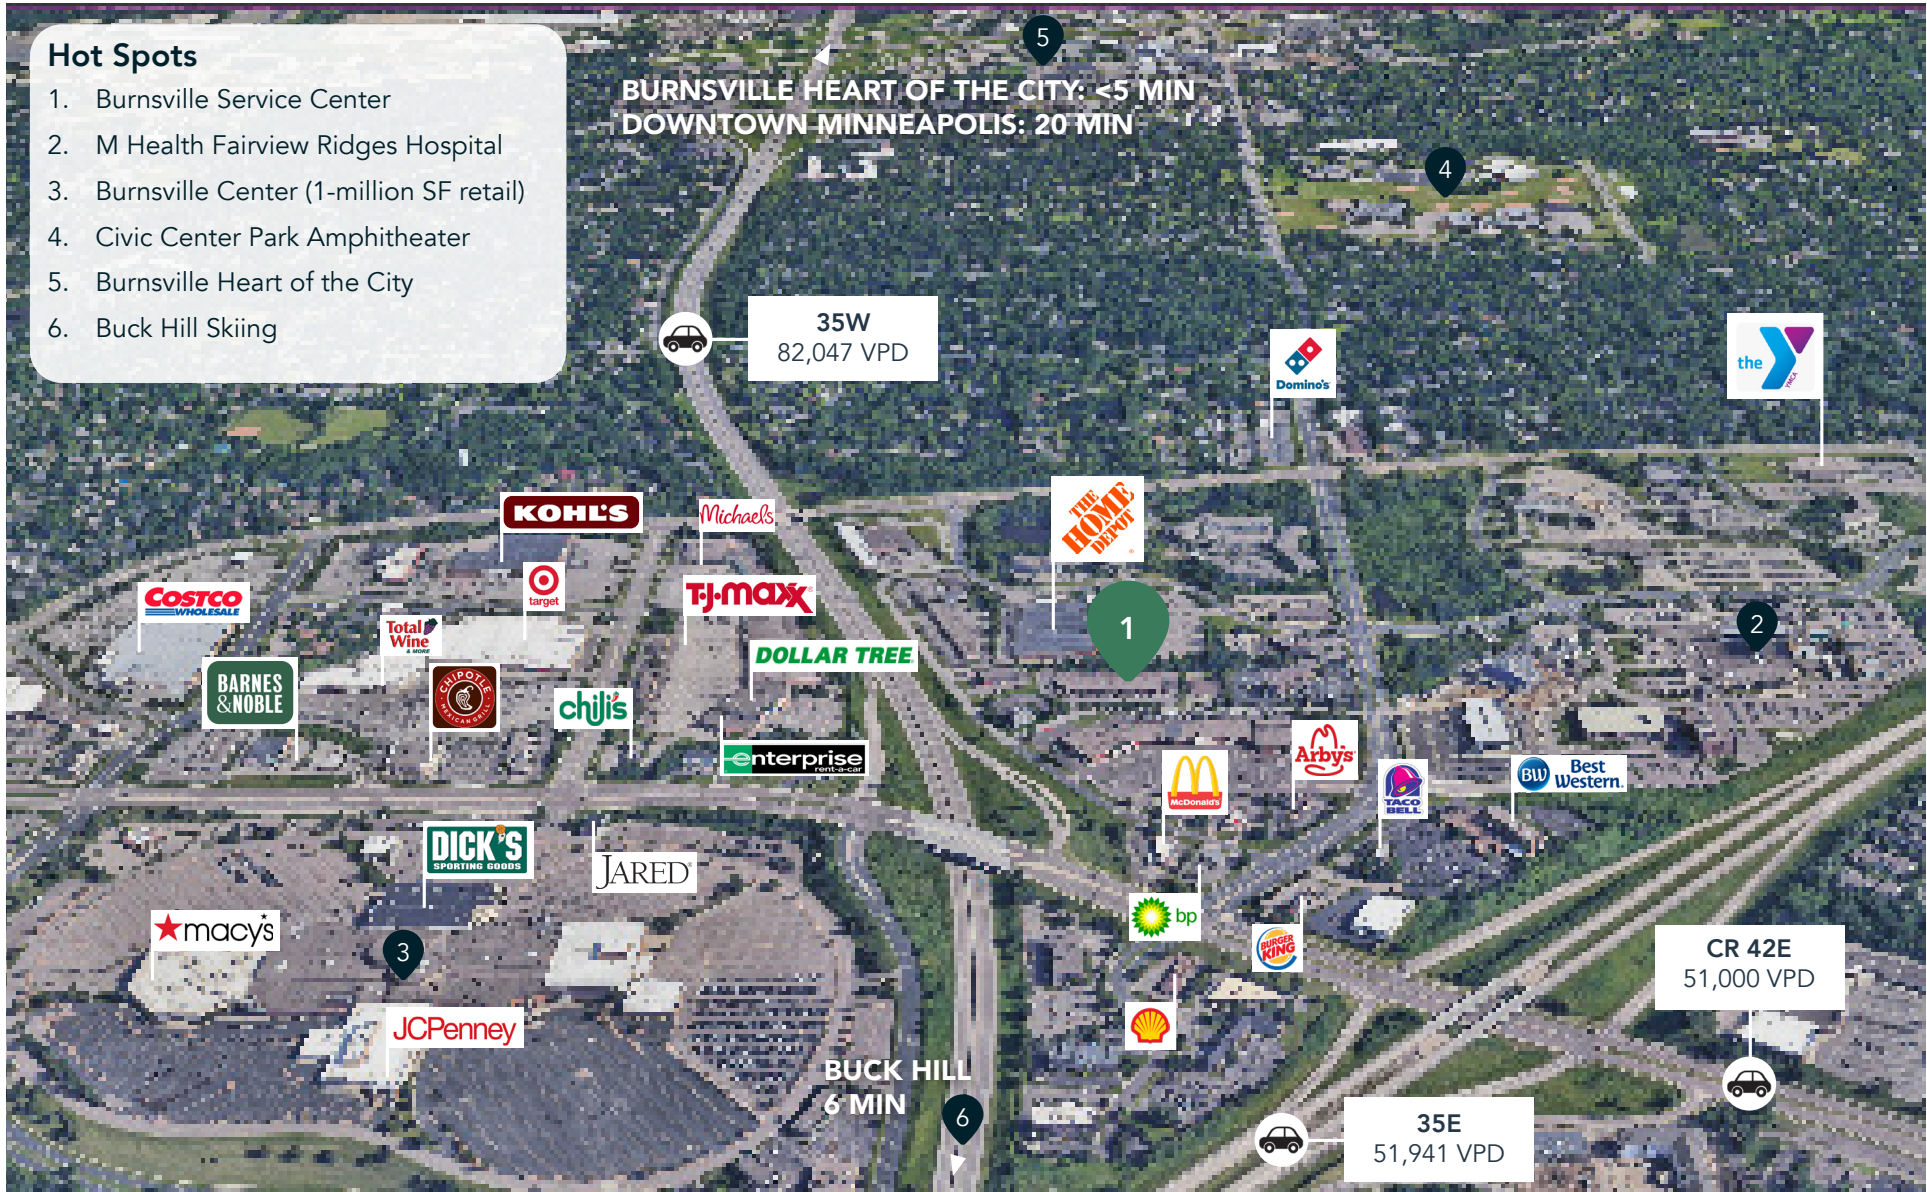 Hot Spots
1. Burnsville Service Center
2. M Health Fairview Ridges Hospital
3. Burnsville Center (1-million SF retail)
4. Civic Center Park Amphitheater
5. Burnsville Heart of the City
6. Buck Hill Skiing
5
BURNSVILLE HEART OF THE CITY: <5 MIN
DOWNTOWN MINNEAPOLIS: 20 MIN
4
35W
82,047 VPD
Domino's
the
YMCA
KOHL'S
Michaels
THE
HOME
DEPOT
COSTCO
WHOLESALE
target
T.J.maxx
Total
Wine
& MORE
1
2
DOLLAR TREE
BARNES
&NOBLE
CHIPOTLE
MEXICAN GRILL
chili's
enterprise
rent-a-car
McDonald's
Arby's
TACO
BELL
BW
Best
Western.
DICK'S
SPORTING GOODS
JARED
macy's
3
bp
BURGER
KING
CR 42E
51,000 VPD
JCPenney
BUCK HILL
6 MIN
6
35E
51,941 VPD